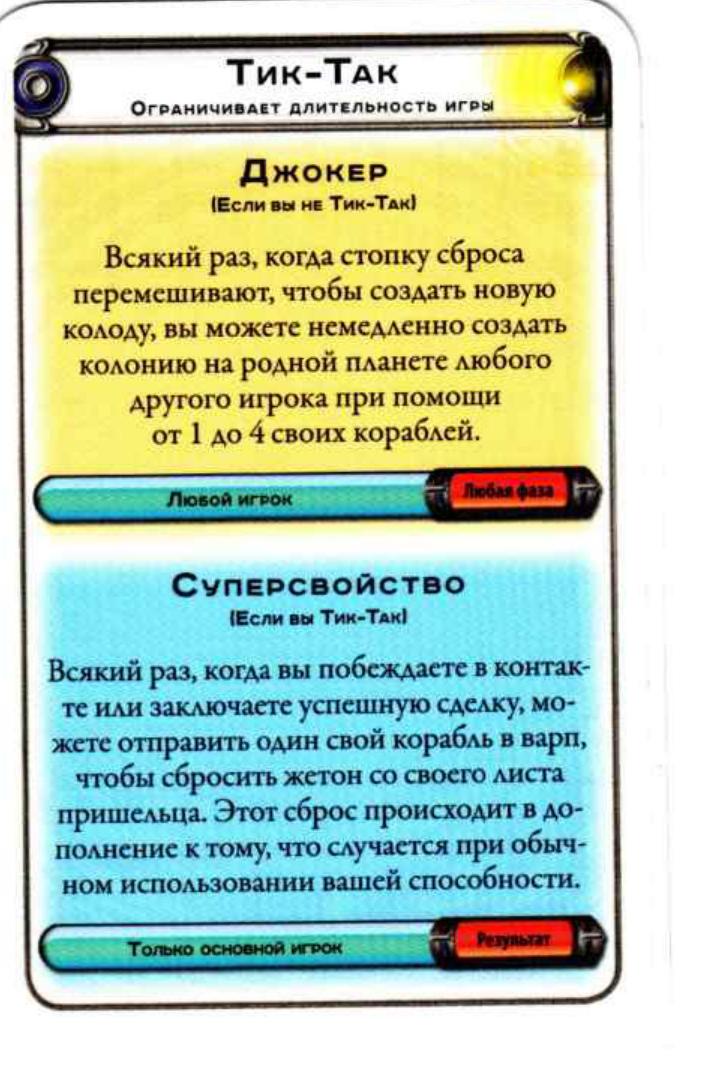 Тик-Так
Ограничивает длительность игры
Джокер
(Если вы не Тик-Так)
Всякий раз, когда стопку сброса
перемешивают, чтобы создать новую
колоду, вы можете немедленно создать
колонию на родной планете любого
другого игрока при помощи
от 1 до 4 своих кораблей.
Любой игрок
Любая фаза
Суперсвойство
(Если вы Тик-Так)
Всякий раз, когда вы побеждаете в контак-
те или заключаете успешную сделку, мо-
жете отправить один свой корабль в варп,
чтобы сбросить жетон со своего листа
пришельца. Этот сброс происходит в до-
полнение к тому, что случается при обыч-
ном использовании вашей способности.
Только основной игрок
Результат